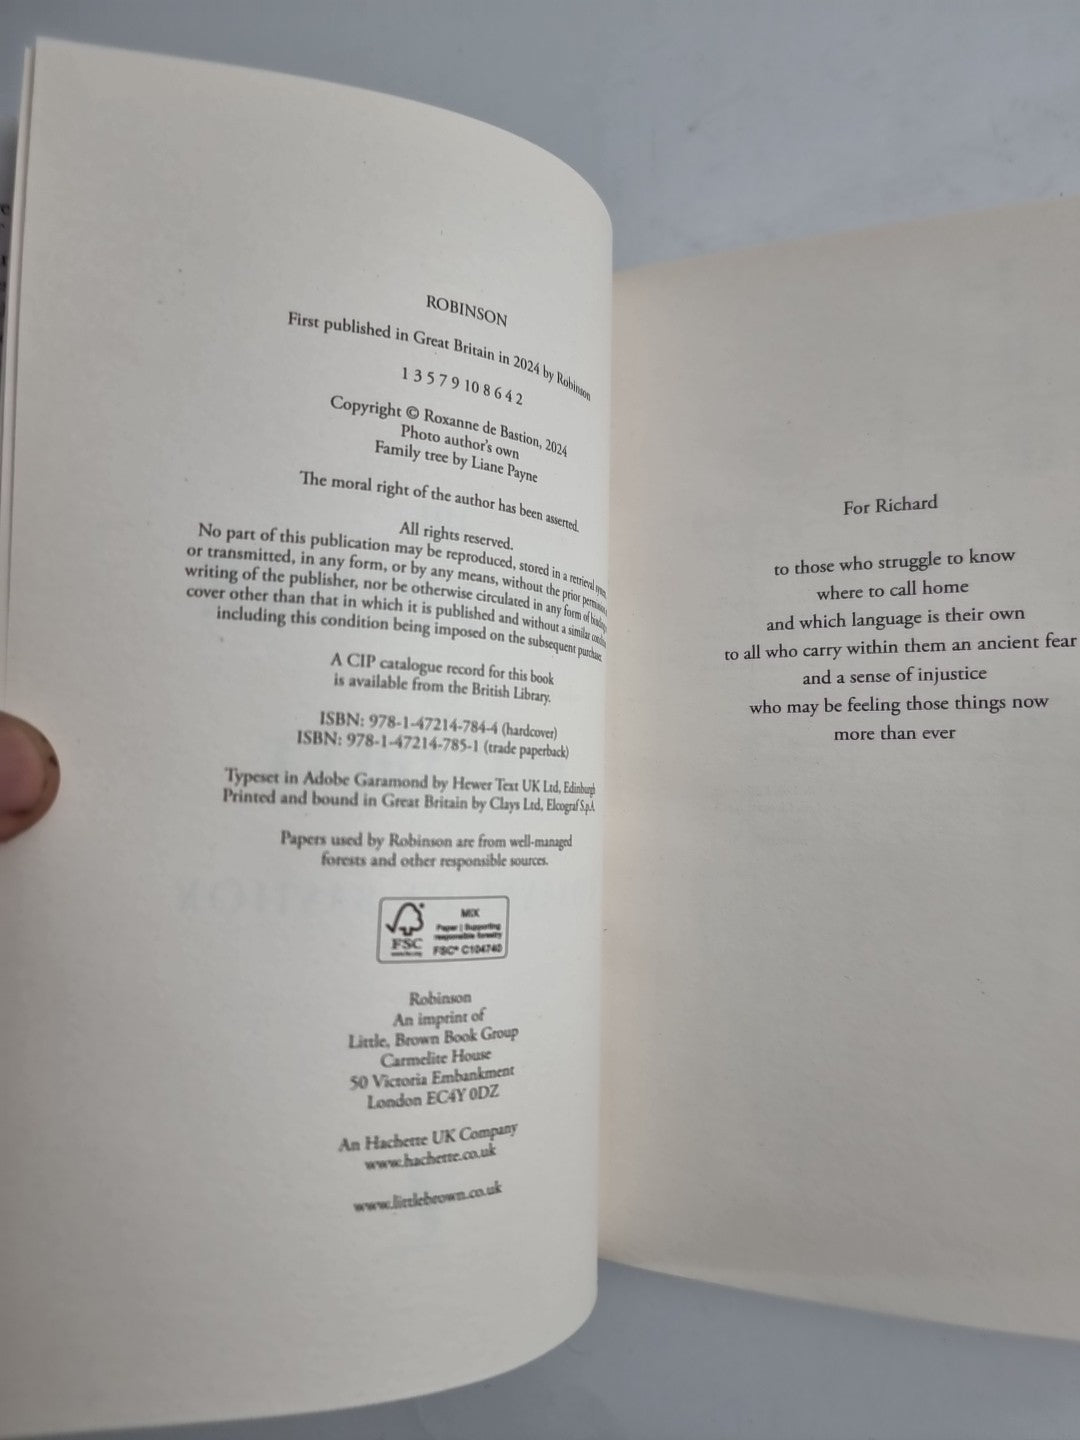 ROBINSON
First published in Great Britain in 2024 by Robinson
1 3 5 7 9 10 8 6 4 2
Copyright © Roxanne de Bastion, 2024
Photo author's own
Family tree by Liane Payne
The moral right of the author has been asserted.
All rights reserved.
No part of this publication may be reproduced, stored in a retrieval system,
or transmitted, in any form, or by any means, without the prior permission
writing of the publisher, nor be otherwise circulated in any form of binding
cover other than that in which it is published and without a similar condition
including this condition being imposed on the subsequent purchaser.
A CIP catalogue record for this book
is available from the British Library.
ISBN: 978-1-47214-784-4 (hardcover)
ISBN: 978-1-47214-785-1 (trade paperback)
Typeset in Adobe Garamond by Hewer Text UK Ltd, Edinburgh
Printed and bound in Great Britain by Clays Ltd, Elcograf S.p.A.
Papers used by Robinson are from well-managed
forests and other responsible sources.
FSC
www.fsc.org
MIX
Paper | Supporting
responsible forestry
FSC® C104740
Robinson
An imprint of
Little, Brown Book Group
Carmelite House
50 Victoria Embankment
London EC4Y 0DZ
An Hachette UK Company
www.hachette.co.uk
www.littlebrown.co.uk
For Richard
to those who struggle to know
where to call home
and which language is their own
to all who carry within them an ancient fear
and a sense of injustice
who may be feeling those things now
more than ever